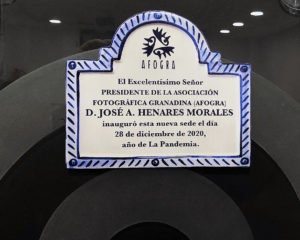 AFOGRA
El Excelentísimo Señor
PRESIDENTE DE LA ASOCIACIÓN
FOTOGRÁFICA GRANADINA (AFOGRA)
D. JOSÉ A. HENARES MORALES
inauguró esta nueva sede el día
28 de diciembre de 2020,
año de La Pandemia.